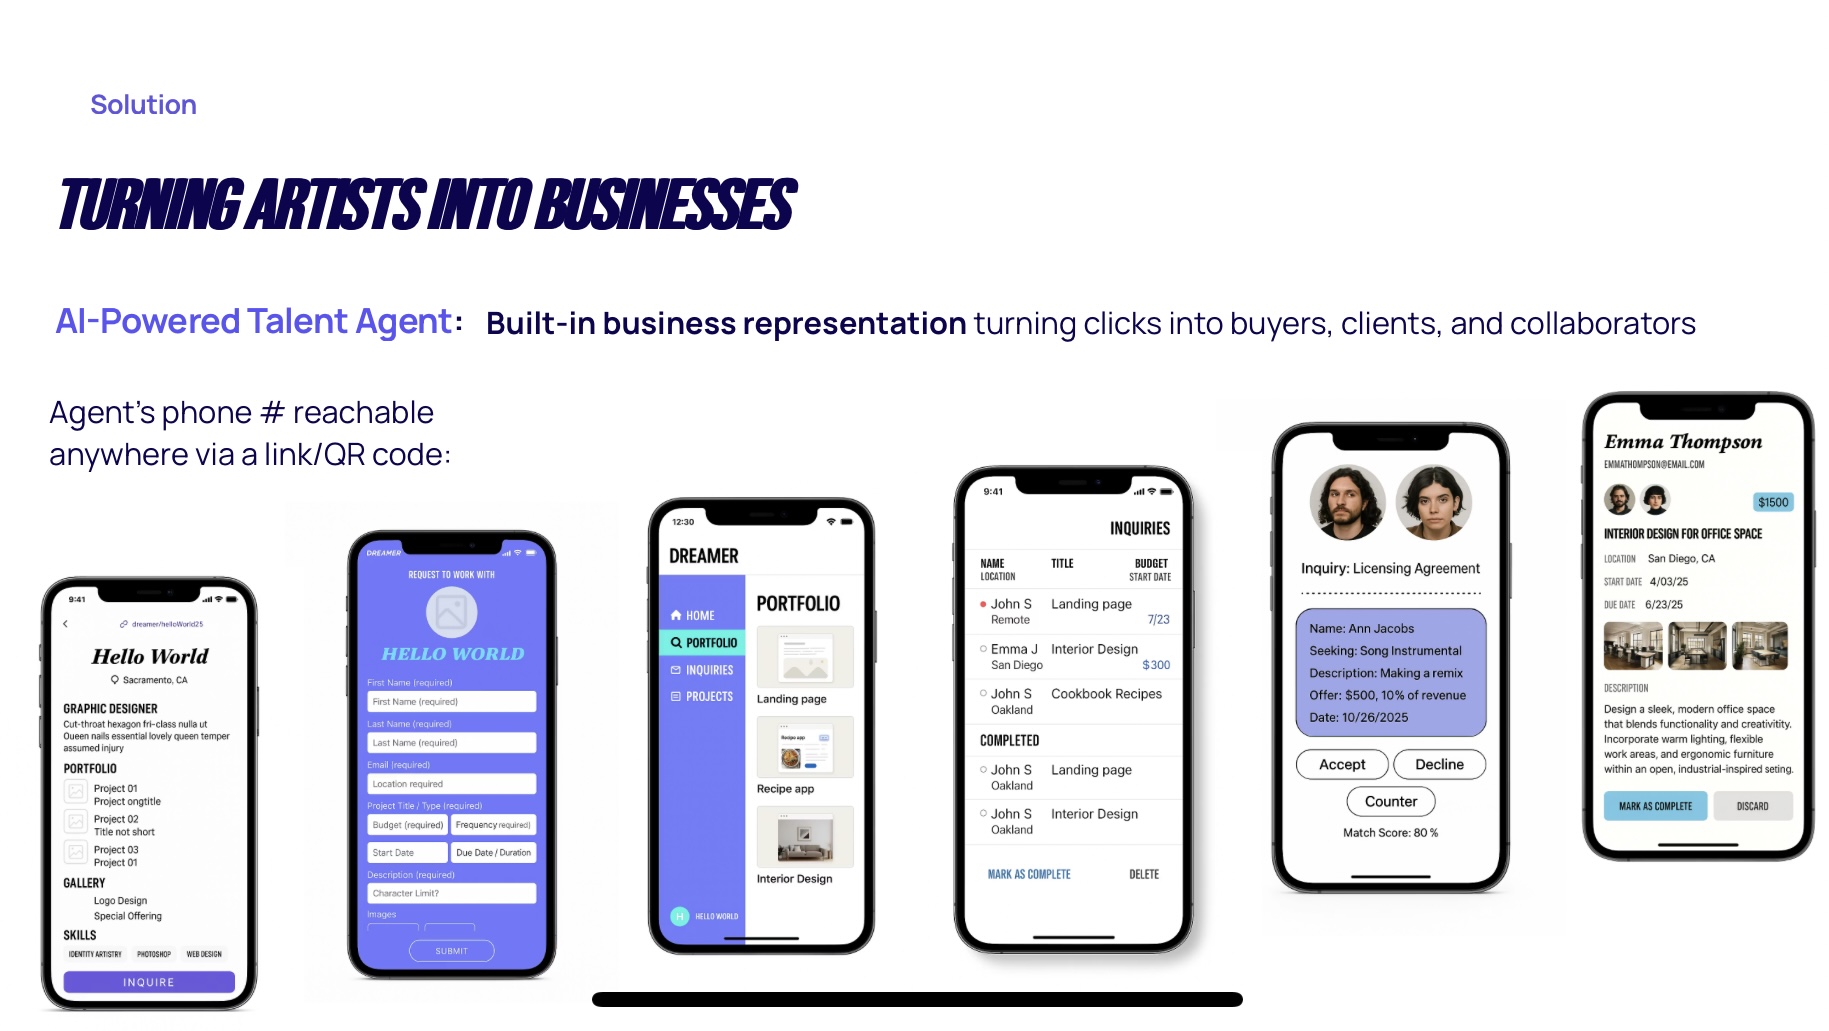 Solution
TURNING ARTISTS INTO BUSINESSES
AI-Powered Talent Agent: Built-in business representation turning clicks into buyers, clients, and collaborators
Agent's phone # reachable
anywhere via a link/QR code:
9:41
dreamer/helloWorld25
Hello World
Sacramento, CA
GRAPHIC DESIGNER
Cut-throat hexagon fri-class nulla ut
Oueen nails essential lovely queen temper
assumed injury
PORTFOLIO
Project 01
Project ongtitle
Project 02
Title not short
Project 03
Project 01
GALLERY
Logo Design
Special Offering
SKILLS
IDENTITY ARTISTRY PHOTOSHOP WEB DESIGN
INQUIRE
DREAMER
REQUEST TO WORK WITH
HELLO WORLD
First Name (required)
First Name (required)
Last Name (required)
Last Name (required)
Email (required)
Location required
Project Title / Type (required)
Budget (required) Frequency required)
Start Date Due Date / Duration
Description (required)
Character Limit?
Images
SUBMIT
12:30
DREAMER
HOME
PORTFOLIO
INQUIRIES
PROJECTS
H HELLO WORLD
PORTFOLIO
Landing page
Recipe app
Recipe app
Interior Design
9:41
INQUIRIES
NAME TITLE BUDGET
LOCATION START DATE
John S Landing page
Remote 7/23
Emma J Interior Design
San Diego $300
John S Cookbook Recipes
Oakland
COMPLETED
John S Landing page
Oakland
John S Interior Design
Oakland
MARK AS COMPLETE DELETE
Inquiry: Licensing Agreement
Name: Ann Jacobs
Seeking: Song Instrumental
Description: Making a remix
Offer: $500, 10% of revenue
Date: 10/26/2025
Accept Decline
Counter
Match Score: 80 %
Emma Thompson
EMMATHOMPSON@EMAIL.COM
$1500
INTERIOR DESIGN FOR OFFICE SPACE
LOCATION San Diego, CA
START DATE 4/03/25
DUE DATE 6/23/25
DESCRIPTION
Design a sleek, modern office space
that blends functionality and creativity.
Incorporate warm lighting, flexible
work areas, and ergonomic furniture
within an open, industrial-inspired seting.
MARK AS COMPLETE DISCARD